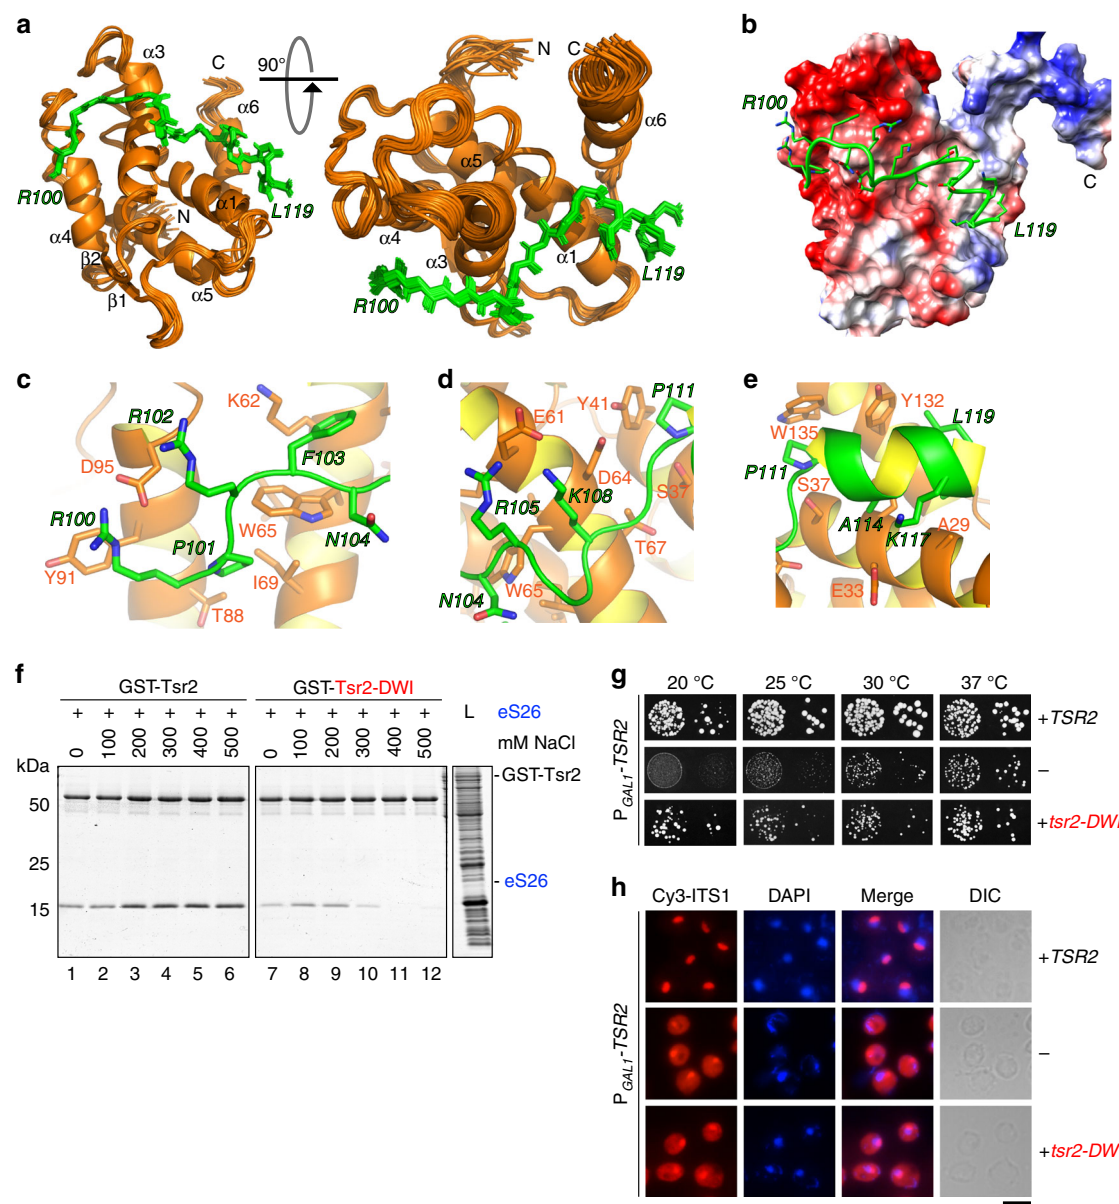 a
α3
C
90°
α6
R100
N
α1
L119
α4
β2
β1
α5
N
C
α6
α5
α4
α3
α1
R100
L119
b
R100
C
L119
c
K62
R102
F103
D95
R100
W65
N104
P101
Y91
I69
T88
d
E61
Y41
P111
D64
S37
R105
K108
T67
N104
W65
e
Y132
L119
W135
P111
S37
A114
K117
A29
E33
f
GST-Tsr2
GST-Tsr2-DWI
+ + + + + + + + + + + + L eS26
0 100 200 300 400 500 0 100 200 300 400 500 mM NaCl
kDa
50
25
15
-GST-Tsr2
- eS26
1 2 3 4 5 6 7 8 9 10 11 12
g
20 °C 25 °C 30 °C 37 °C
PGAL1-TSR2
+TSR2
–
+tsr2-DWI
h
Cy3-ITS1 DAPI Merge DIC
PGAL1-TSR2
+TSR2
–
+tsr2-DW